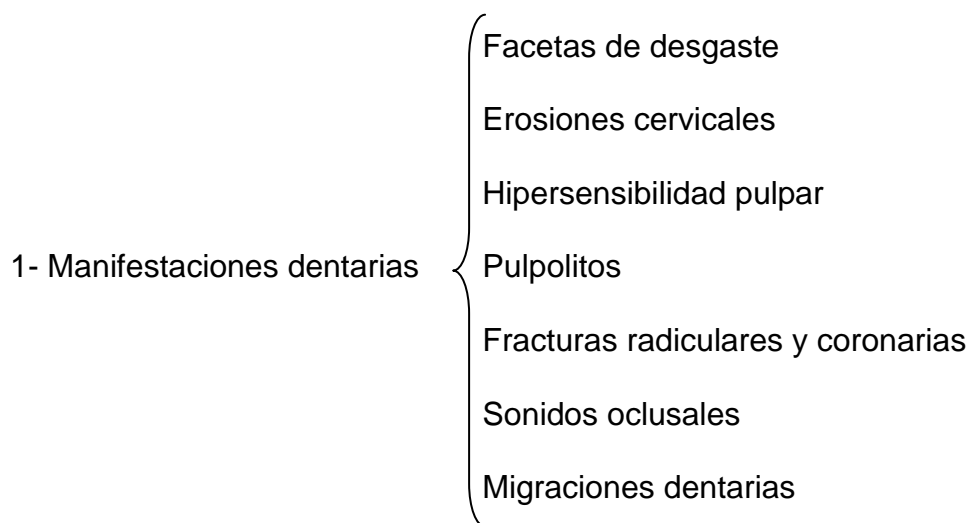 Facetas de desgaste
Erosiones cervicales
Hipersensibilidad pulpar
1- Manifestaciones dentarias
Pulpolitos
Fracturas radiculares y coronarias
Sonidos oclusales
Migraciones dentarias